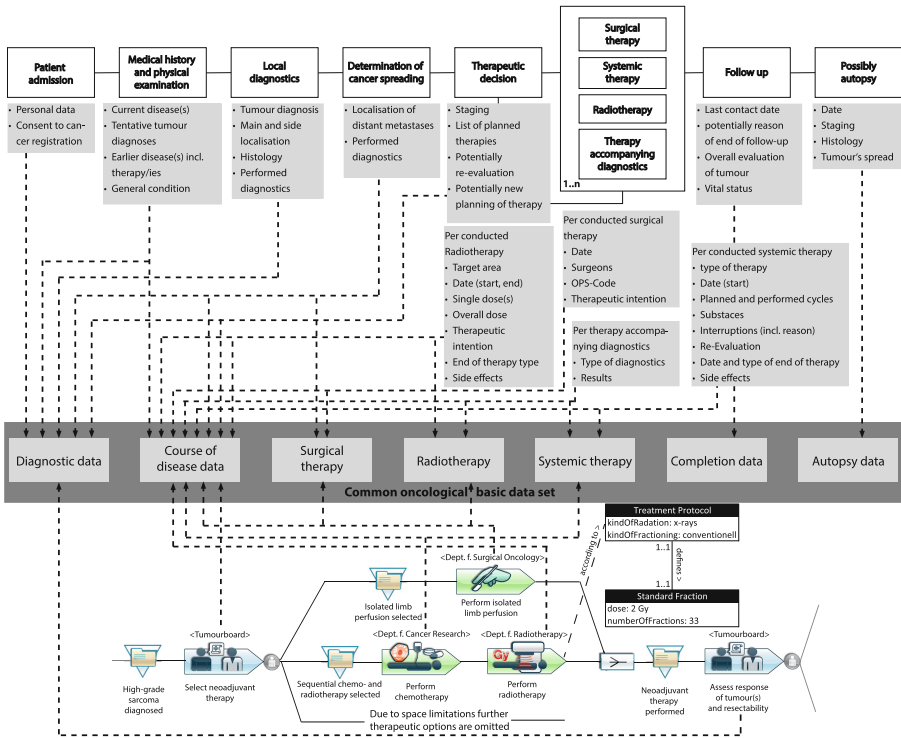 Patient
admission
Medical history
and physical
examination
Local
diagnostics
Determination of
cancer spreading
Therapeutic
decision
Surgical
therapy
Systemic
therapy
Radiotherapy
Therapy
accompanying
diagnostics
1..n
Follow up
Possibly
autopsy
• Personal data
• Consent to can-
cer registration
• Current disease(s)
• Tentative tumour
diagnoses
• Earlier disease(s) incl.
therapy/ies
• General condition
• Tumour diagnosis
• Main and side
localisation
• Histology
• Performed
diagnostics
• Localisation of
distant metastases
• Performed
diagnostics
• Staging
• List of planned
therapies
• Potentially
re-evaluation
• Potentially new
planning of therapy
• Last contact date
• potentially reason
of end of follow-up
• Overall evaluation
of tumour
• Vital status
• Date
• Staging
• Histology
• Tumour's spread
Per conducted
Radiotherapy
• Target area
• Date (start, end)
• Single dose(s)
• Overall dose
• Therapeutic
intention
• End of therapy type
• Side effects
Per conducted surgical
therapy
• Date
• Surgeons
• OPS-Code
• Therapeutic intention
Per therapy accompa-
nying diagnostics
• Type of diagnostics
• Results
Per conducted systemic therapy
• type of therapy
• Date (start)
• Planned and performed cycles
• Substaces
• Interruptions (incl. reason)
• Re-Evaluation
• Date and type of end of therapy
• Side effects
Diagnostic data
Course of
disease data
Surgical
therapy
Radiotherapy
Systemic therapy
Completion data
Autopsy data
Common oncological basic data set
Treatment Protocol
kindOfRadation: x-rays
kindOfFractioning: conventionell
1..1
defines >
1..1
according to >
Standard Fraction
dose: 2 Gy
numberOfFractions: 33
<Dept. f. Surgical Oncology>
Isolated limb
perfusion selected
Perform isolated
limb perfusion
<Tumourboard>
<Dept. f. Cancer Research>
<Dept. f. Radiotherapy>
Gy
<Tumourboard>
High-grade
sarcoma
diagnosed
Select neoadjuvant
therapy
Sequential chemo- and
radiotherapy selected
Perform
chemotherapy
Perform
radiotherapy
Neoadjuvant
therapy
performed
Assess response
of tumour(s)
and resectability
Due to space limitations further
therapeutic options are omitted